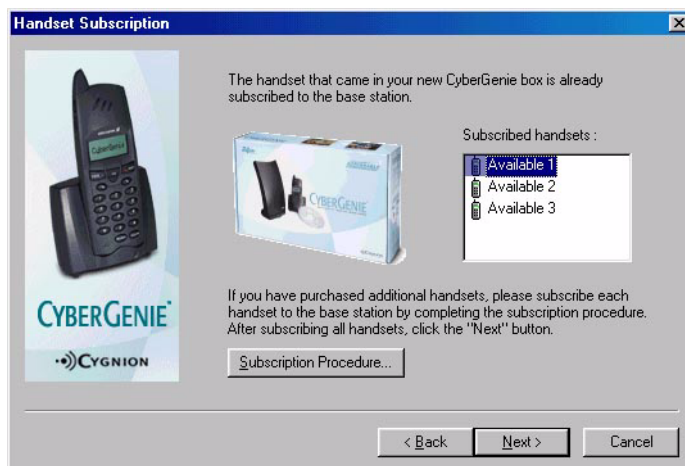 Handset Subscription
The handset that came in your new CyberGenie box is already
subscribed to the base station.
Subscribed handsets :
Available 1
Available 2
Available 3
CyberGenie
CYBERGENIE
If you have purchased additional handsets, please subscribe each
handset to the base station by completing the subscription procedure.
After subscribing all handsets, click the "Next" button.
CYBERGENIE
CYGNION
Subscription Procedure...
< Back
Next >
Cancel